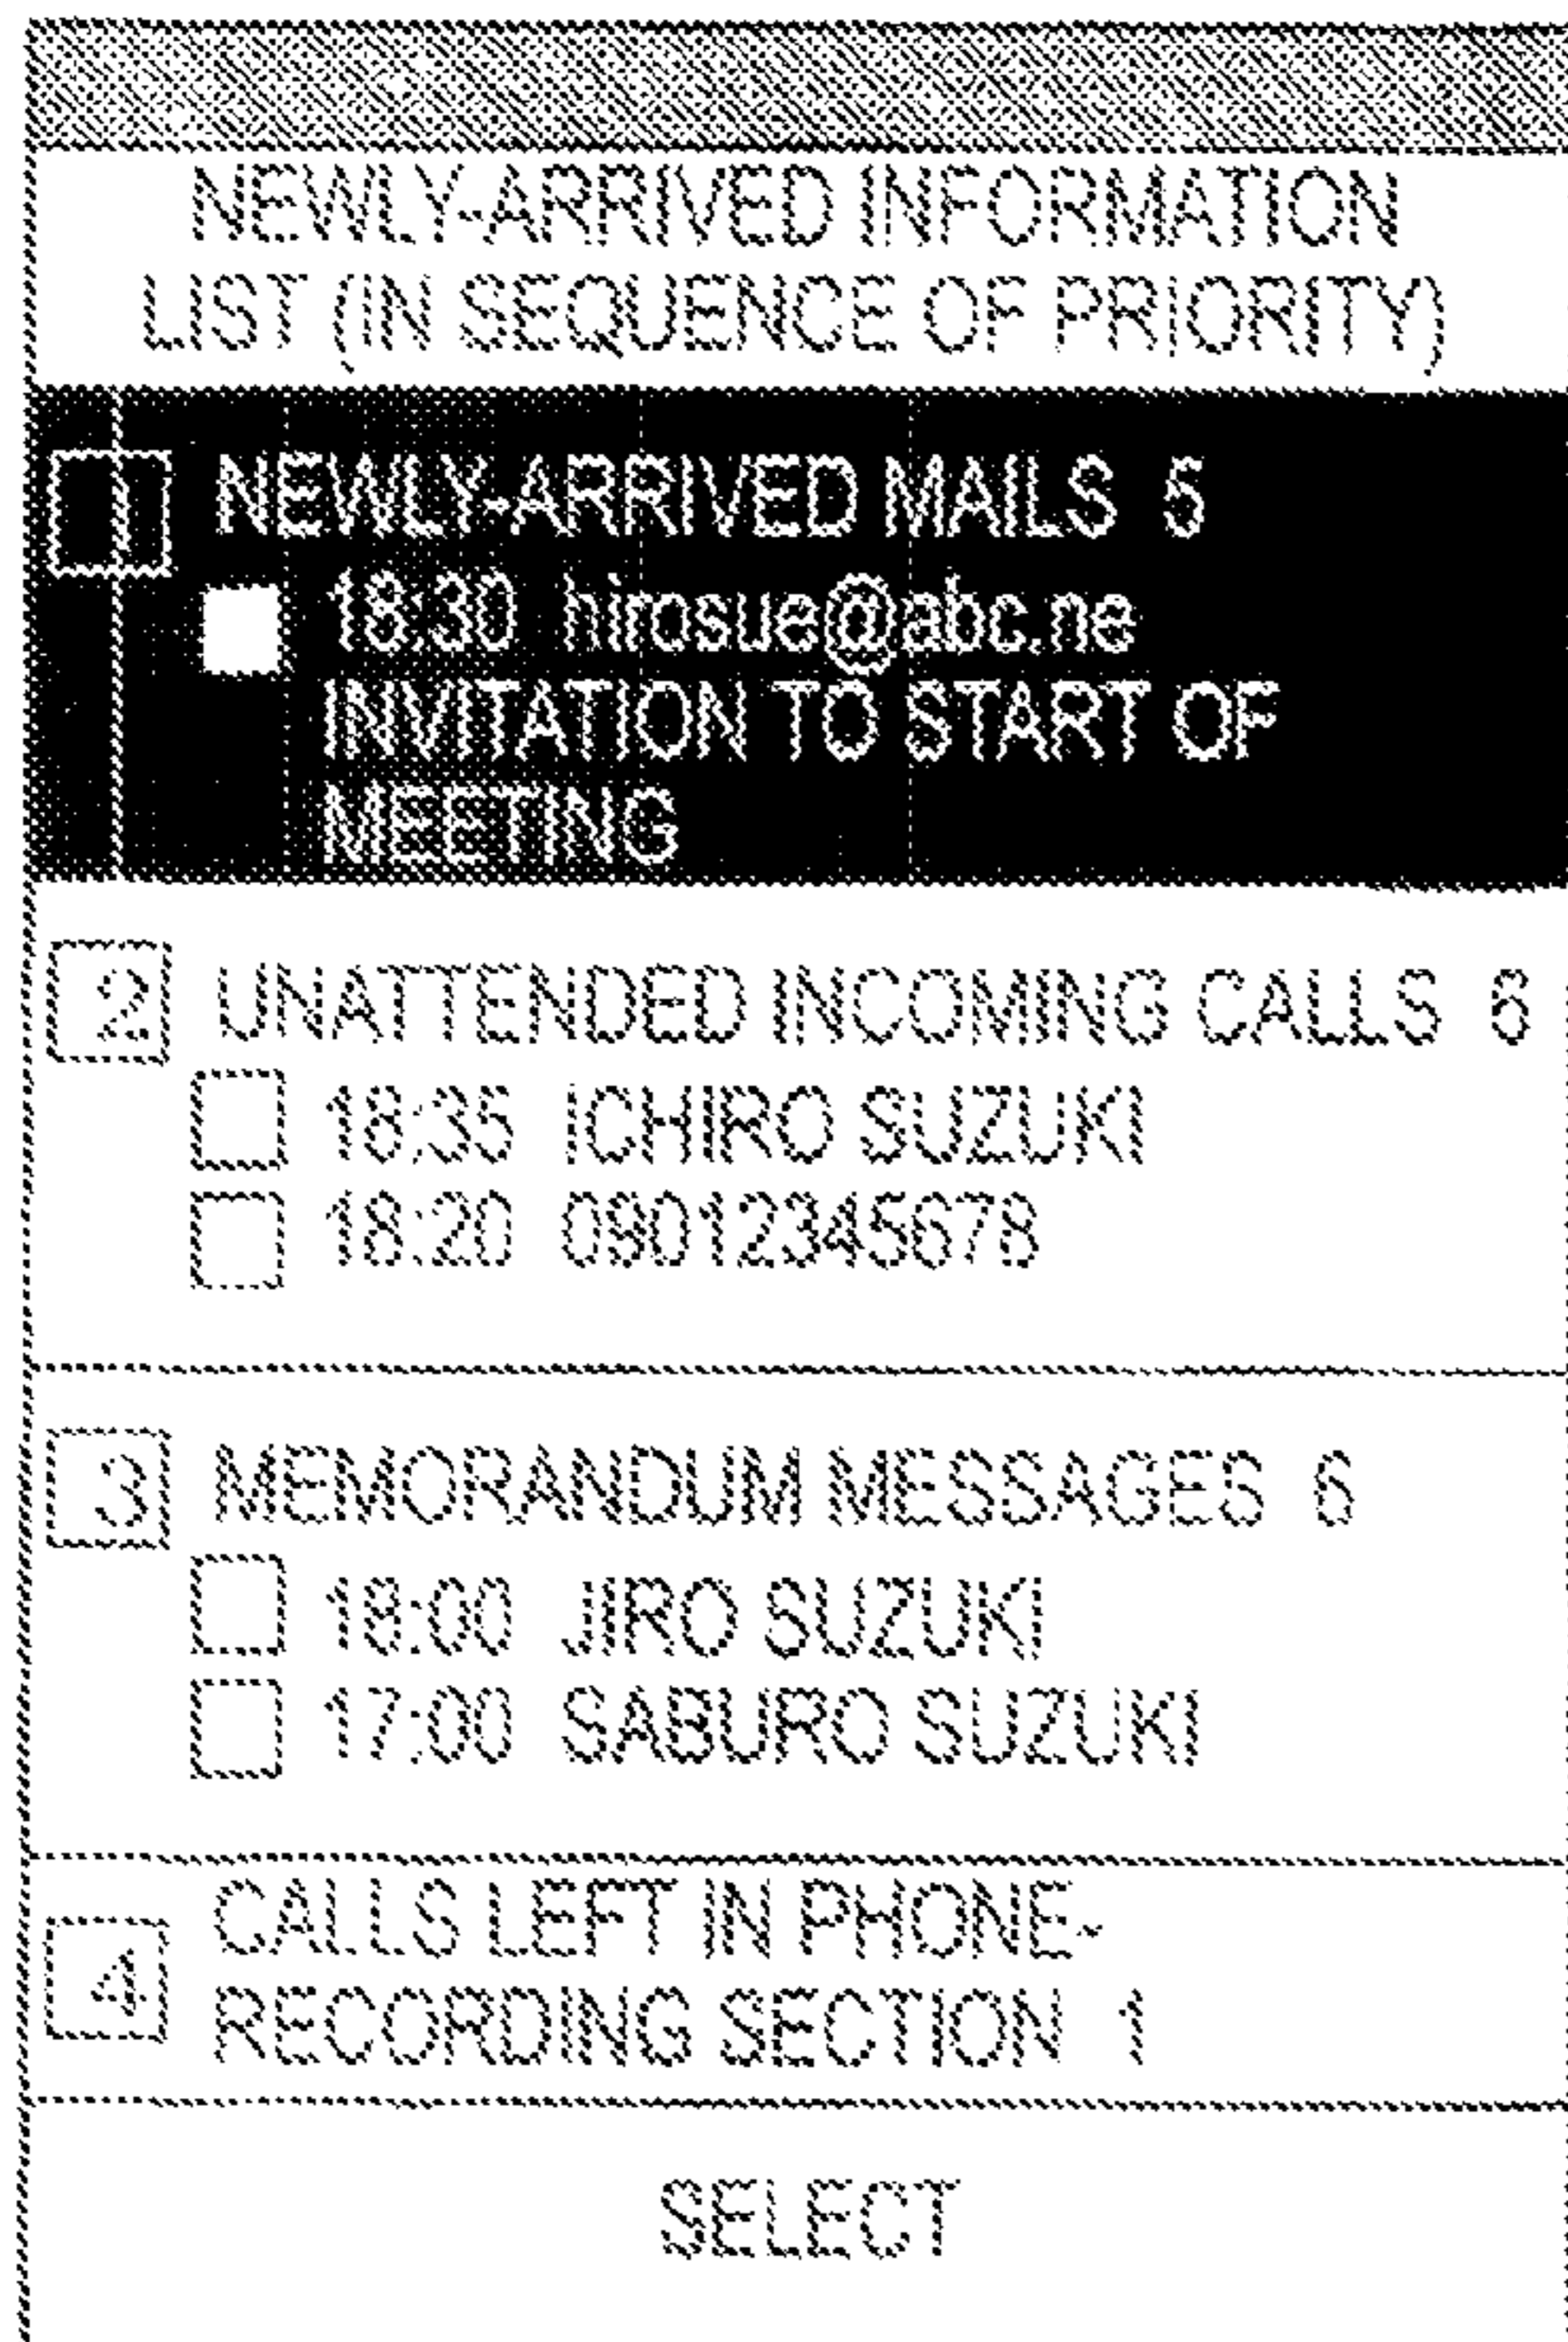 NEWLY-ARRIVED INFORMATION
LIST (IN SEQUENCE OF PRIORITY)
NEWLY-ARRIVED MAILS 5
18:30 hirosue@abc.ne
INVITATION TO START OF
MEETING
2 UNATTENDED INCOMING CALLS 6
18:35 ICHIRO SUZUKI
18:20 09012345678
3 MEMORANDUM MESSAGES 6
18:00 JIRO SUZUKI
17:00 SABURO SUZUKI
4 CALLS LEFT IN PHONE-
RECORDING SECTION 1
SELECT